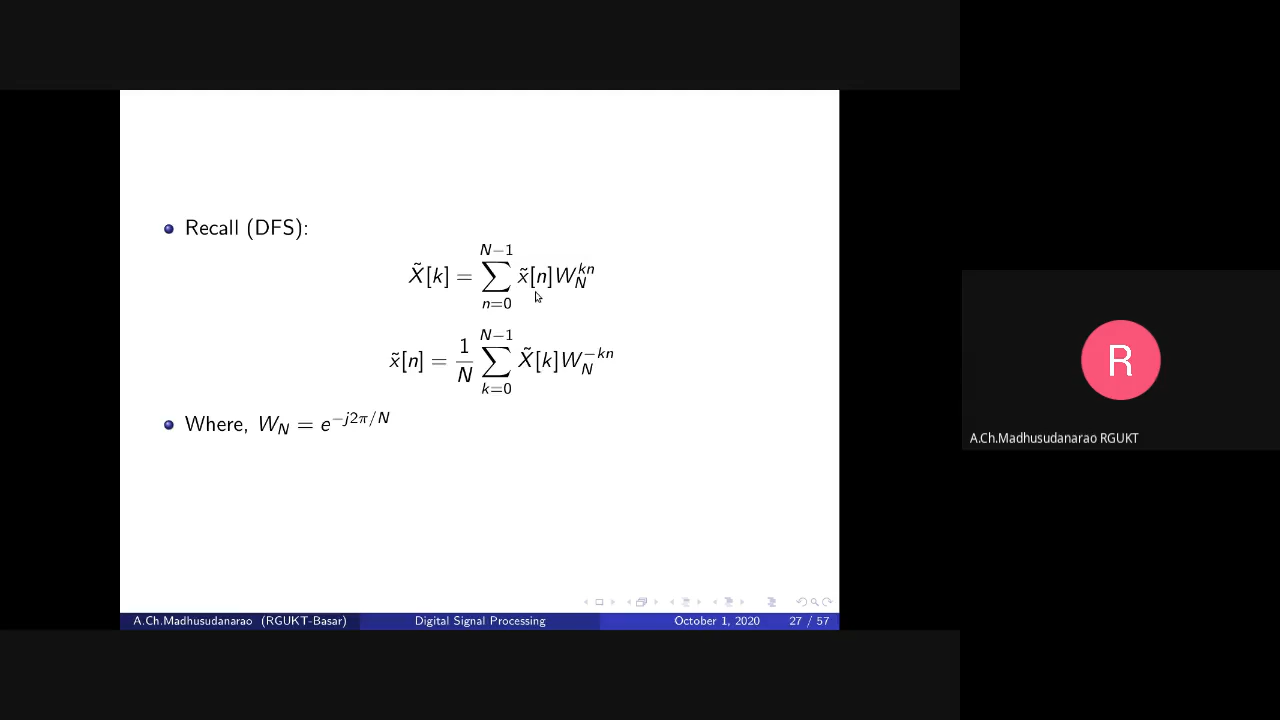 Recall (DFS):
X̃[k] = ∑_{n=0}^{N−1} x̃[n]W_N^{kn}
x̃[n] = \frac{1}{N} ∑_{k=0}^{N−1} X̃[k]W_N^{−kn}
Where, W_N = e^{−j2π/N}
A.Ch.Madhusudanarao (RGUKT-Basar) Digital Signal Processing October 1, 2020 27 / 57
R
A.Ch.Madhusudanarao RGUKT